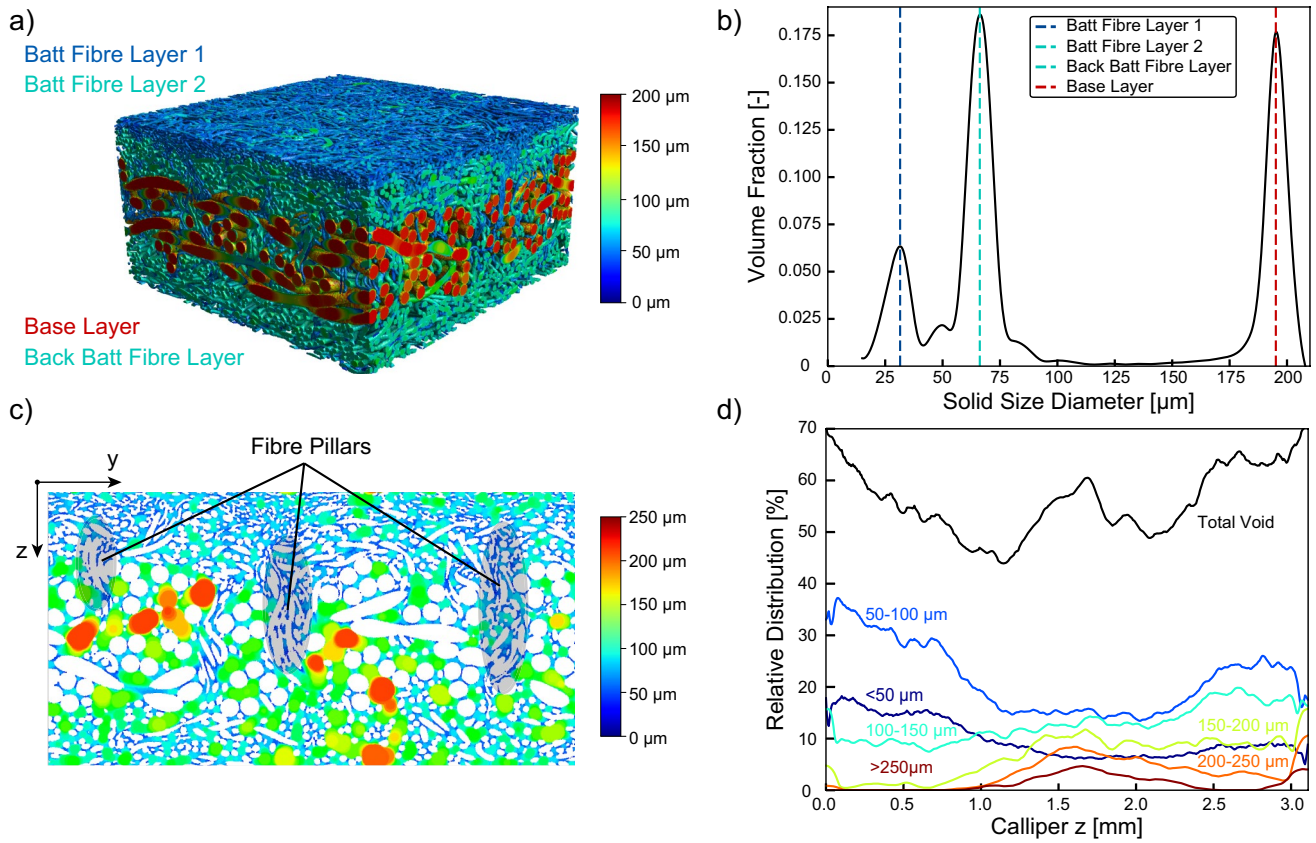 a)
Batt Fibre Layer 1
Batt Fibre Layer 2
200 µm
150 µm
100 µm
50 µm
0 µm
Base Layer
Back Batt Fibre Layer
b)
Batt Fibre Layer 1
Batt Fibre Layer 2
Back Batt Fibre Layer
Base Layer
0.175
0.150
0.125
0.100
0.075
0.050
0.025
0
Volume Fraction [-]
0 25 50 75 100 125 150 175 200
Solid Size Diameter [µm]
c)
Fibre Pillars
y
z
250 µm
200 µm
150 µm
100 µm
50 µm
0 µm
d)
70
60
50
40
30
20
10
0
Relative Distribution [%]
Total Void
50-100 µm
<50 µm
100-150 µm
150-200 µm
>250µm
200-250 µm
0.0 0.5 1.0 1.5 2.0 2.5 3.0
Calliper z [mm]